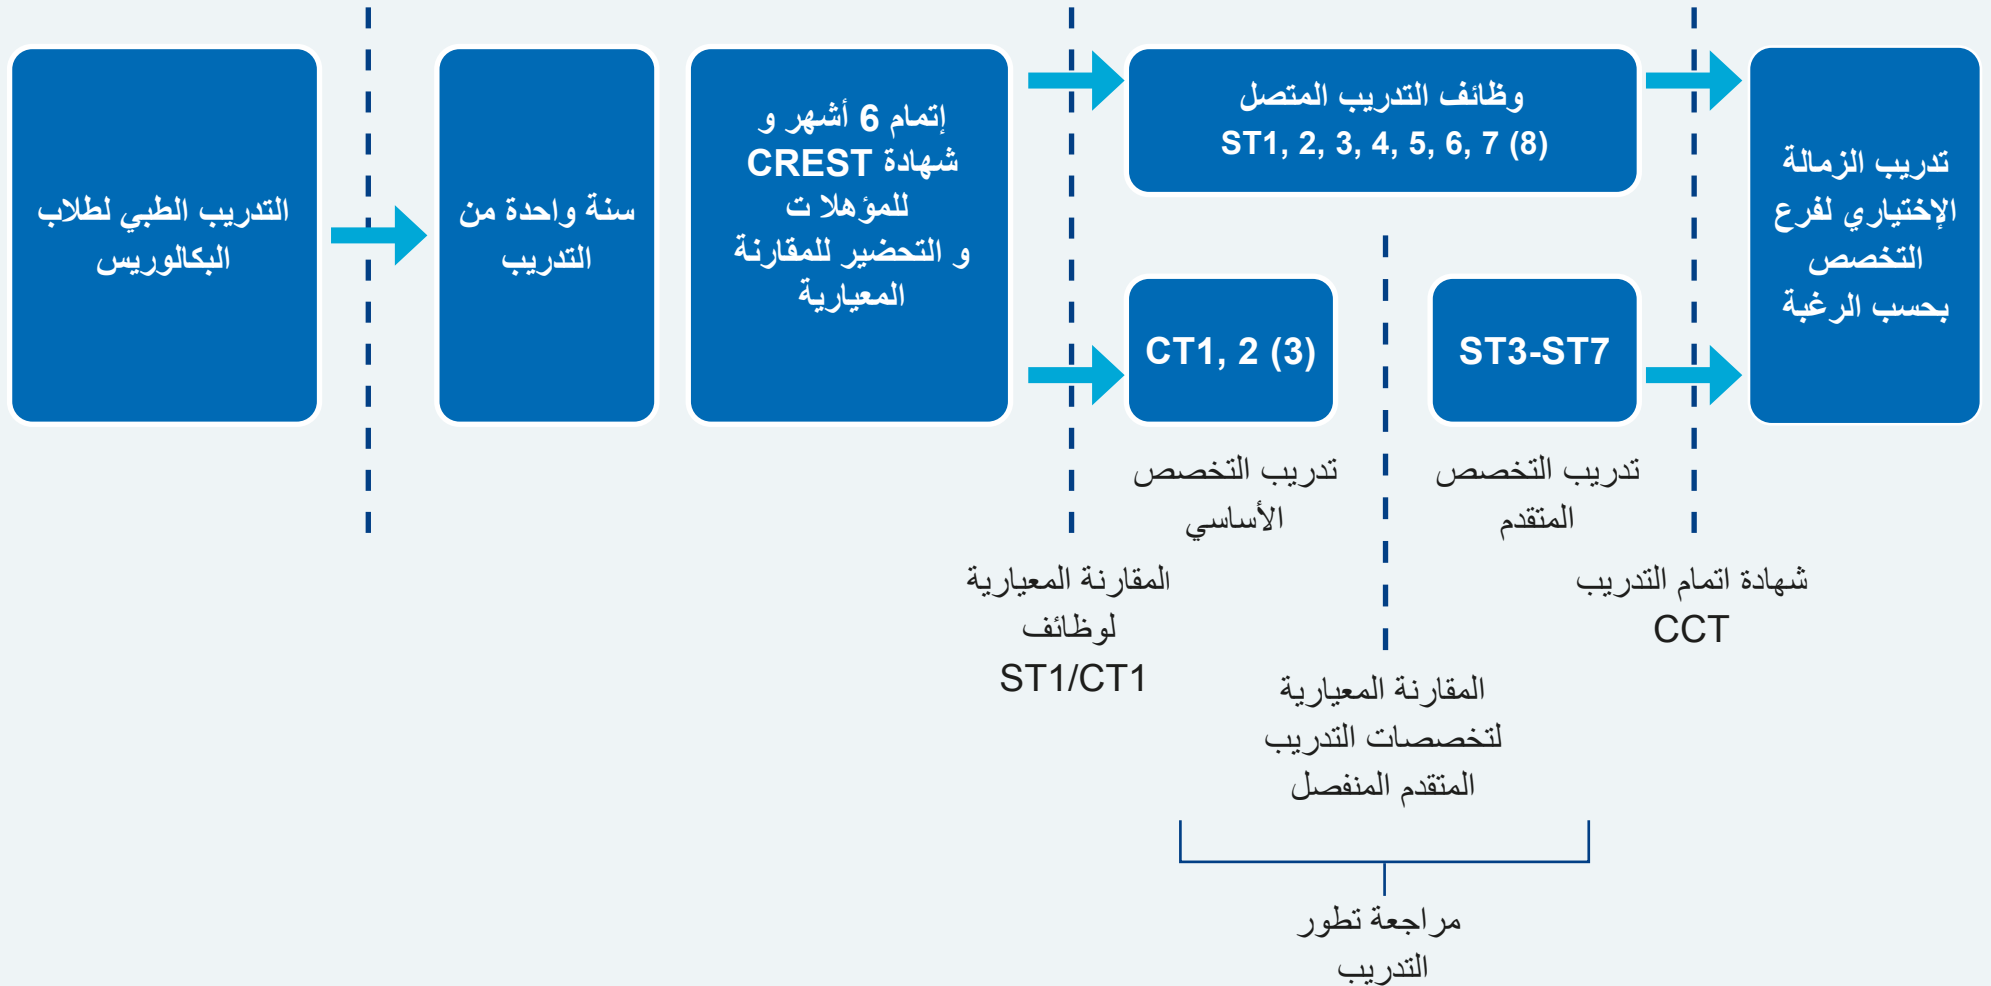 التدريب الطبي لطلاب
البكالوريس
سنة واحدة من
التدريب
إتمام 6 أشهر و
شهادة CREST
للمؤهلا ت
و التحضير للمقارنة
المعيارية
وظائف التدريب المتصل
ST1, 2, 3, 4, 5, 6, 7 (8)
CT1, 2 (3)
ST3-ST7
تدريب الزمالة
الإختياري لفرع
التخصص
بحسب الرغبة
تدريب التخصص
الأساسي
تدريب التخصص
المتقدم
المقارنة المعيارية
لوظائف
ST1/CT1
شهادة اتمام التدريب
CCT
المقارنة المعيارية
لتخصصات التدريب
المتقدم المنفصل
مراجعة تطور
التدريب